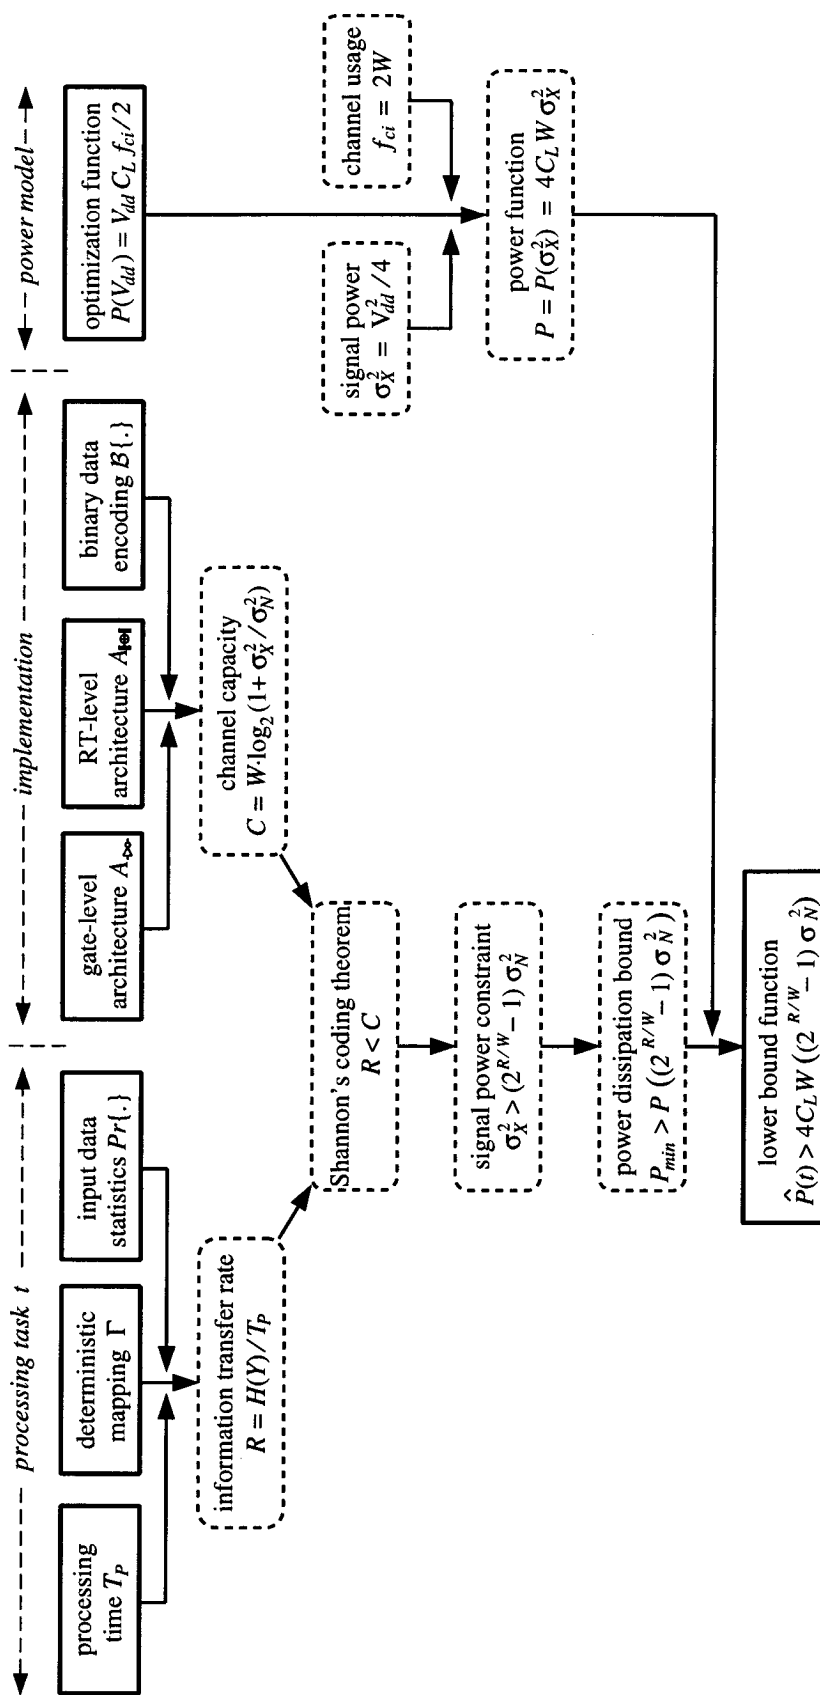 processing task t
implementation
power model
processing
time T_P
deterministic
mapping Γ
input data
statistics Pr{.}
gate-level
architecture A
RT-level
architecture A
binary data
encoding B{.}
optimization function
P(V_dd) = V_dd C_L f_ci/2
information transfer rate
R = H(Y)/T_P
channel capacity
C = W·log_2(1+ σ_X^2/σ_N^2)
signal power
σ_X^2 = V_dd^2/4
channel usage
f_ci = 2W
Shannon's coding theorem
R < C
power function
P = P(σ_X^2) = 4C_L W σ_X^2
signal power constraint
σ_X^2 > (2^{R/W} − 1) σ_N^2
power dissipation bound
P_min > P ((2^{R/W} − 1) σ_N^2)
lower bound function
P̂(t) > 4C_L W ((2^{R/W} − 1) σ_N^2)